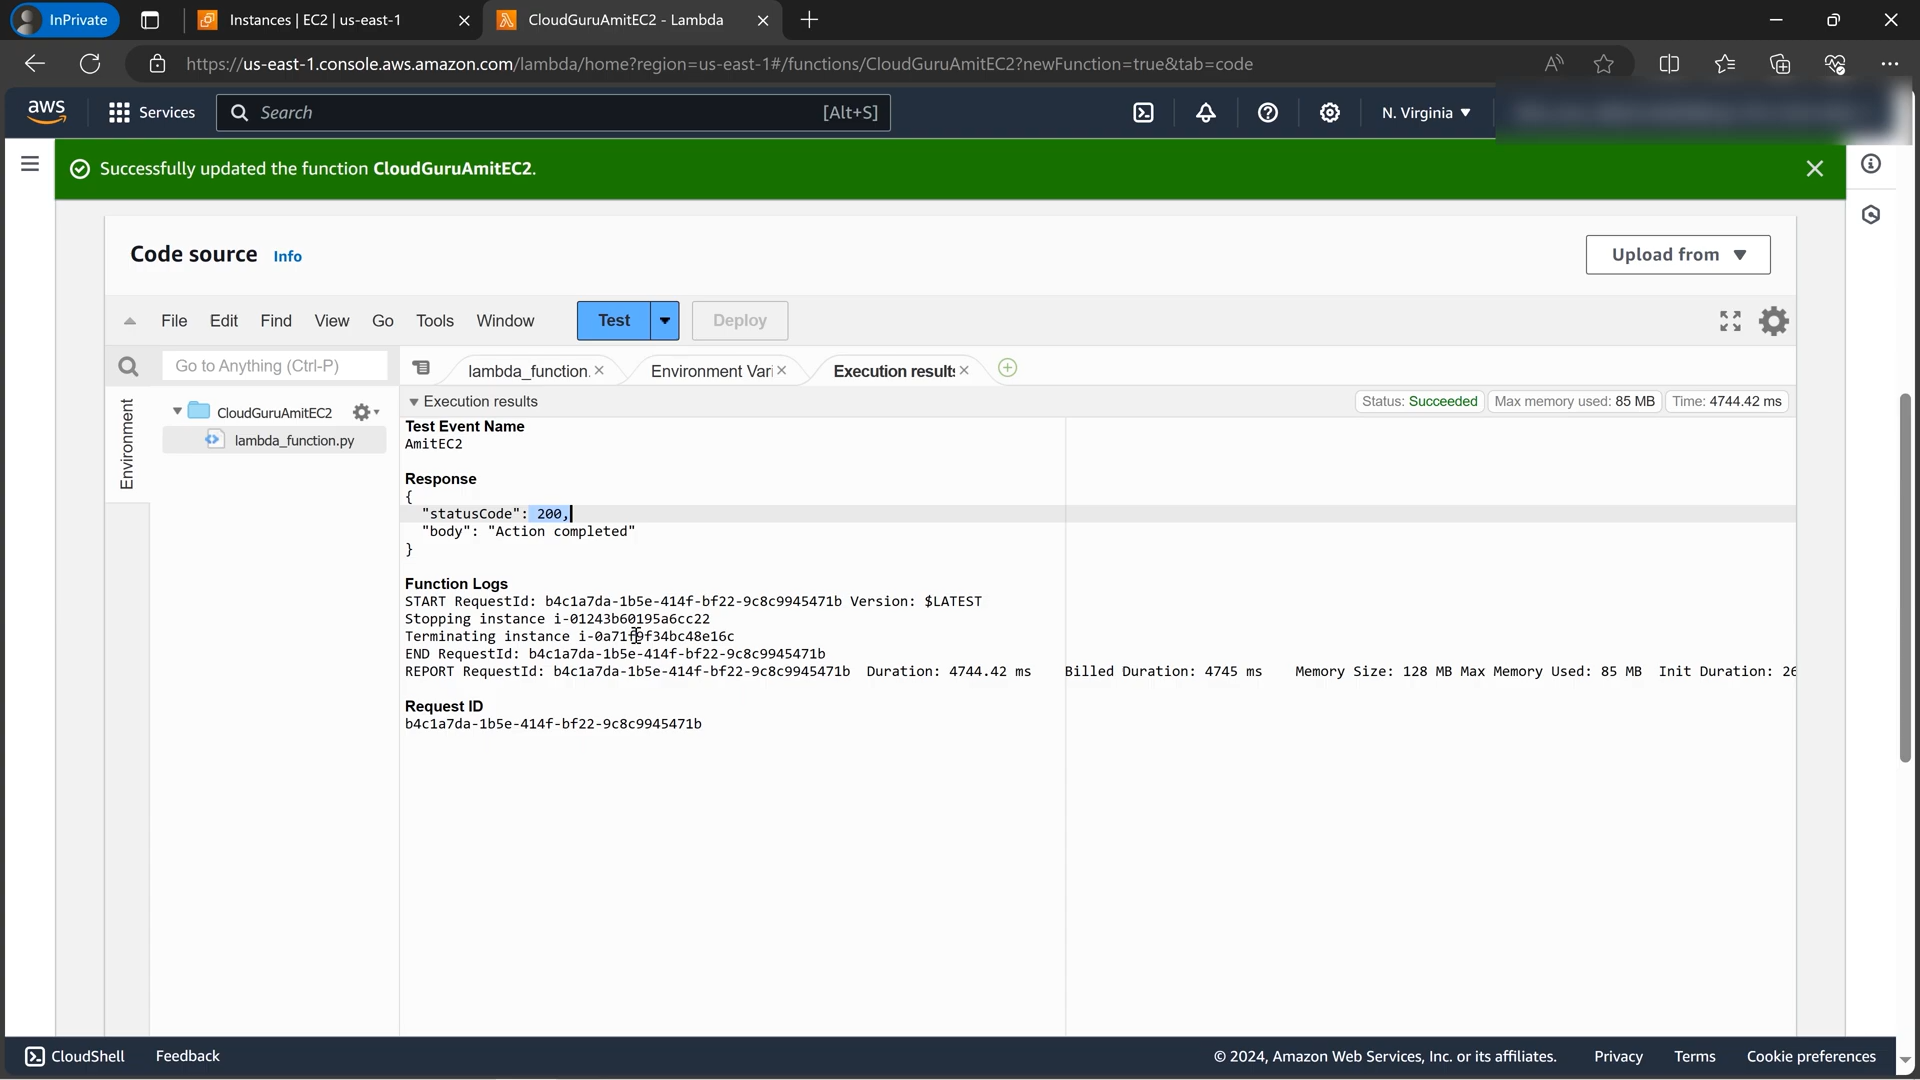 InPrivate
Instances | EC2 | us-east-1
CloudGuruAmitEC2 - Lambda
https://us-east-1.console.aws.amazon.com/lambda/home?region=us-east-1#/functions/CloudGuruAmitEC2?newFunction=true&tab=code
aws
Services
Search
[Alt+S]
N. Virginia
Successfully updated the function CloudGuruAmitEC2.
Code source Info
Upload from
File Edit Find View Go Tools Window
Test
Deploy
Go to Anything (Ctrl-P)
lambda_function.
Environment Vari
Execution results
Environment
CloudGuruAmitEC2
lambda_function.py
Execution results
Status: Succeeded
Max memory used: 85 MB
Time: 4744.42 ms
Test Event Name
AmitEC2
Response
{
"statusCode": 200,
"body": "Action completed"
}
Function Logs
START RequestId: b4c1a7da-1b5e-414f-bf22-9c8c9945471b Version: $LATEST
Stopping instance i-01243b60195a6cc22
Terminating instance i-0a71f9f34bc48e16c
END RequestId: b4c1a7da-1b5e-414f-bf22-9c8c9945471b
REPORT RequestId: b4c1a7da-1b5e-414f-bf22-9c8c9945471b Duration: 4744.42 ms Billed Duration: 4745 ms Memory Size: 128 MB Max Memory Used: 85 MB Init Duration: 26
Request ID
b4c1a7da-1b5e-414f-bf22-9c8c9945471b
CloudShell
Feedback
© 2024, Amazon Web Services, Inc. or its affiliates.
Privacy
Terms
Cookie preferences